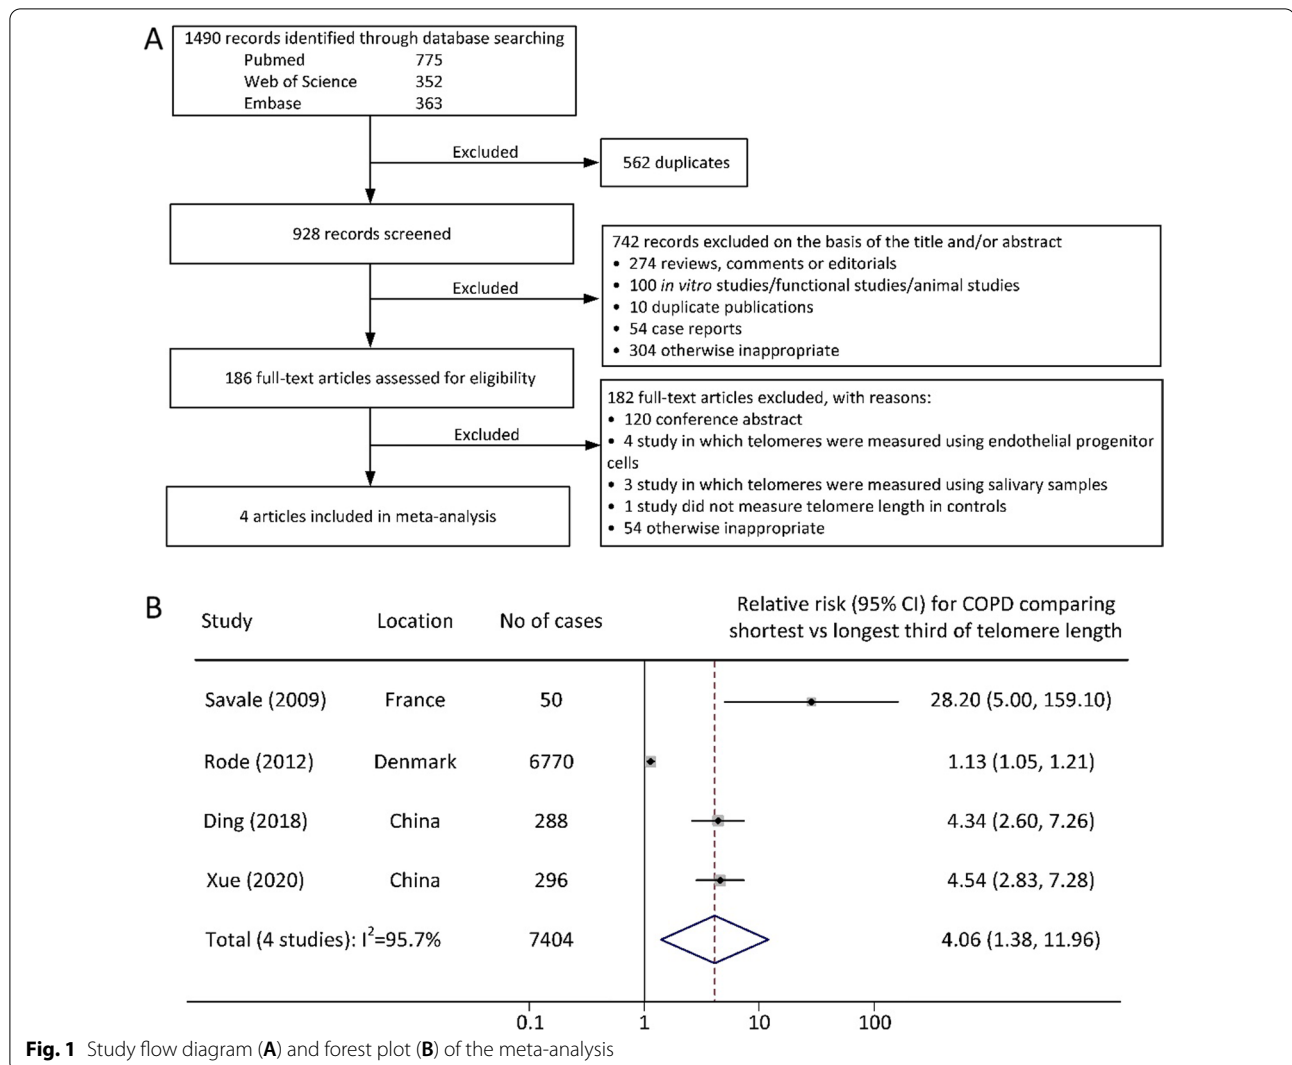 A
1490 records identified through database searching
Pubmed 775
Web of Science 352
Embase 363
Excluded
562 duplicates
928 records screened
Excluded
742 records excluded on the basis of the title and/or abstract
• 274 reviews, comments or editorials
• 100 in vitro studies/functional studies/animal studies
• 10 duplicate publications
• 54 case reports
• 304 otherwise inappropriate
186 full-text articles assessed for eligibility
Excluded
182 full-text articles excluded, with reasons:
• 120 conference abstract
• 4 study in which telomeres were measured using endothelial progenitor
cells
• 3 study in which telomeres were measured using salivary samples
• 1 study did not measure telomere length in controls
• 54 otherwise inappropriate
4 articles included in meta-analysis
B
Study Location No of cases
Relative risk (95% CI) for COPD comparing
shortest vs longest third of telomere length
Savale (2009) France 50 28.20 (5.00, 159.10)
Rode (2012) Denmark 6770 1.13 (1.05, 1.21)
Ding (2018) China 288 4.34 (2.60, 7.26)
Xue (2020) China 296 4.54 (2.83, 7.28)
Total (4 studies): I²=95.7% 7404 4.06 (1.38, 11.96)
0.1 1 10 100
Fig. 1 Study flow diagram (A) and forest plot (B) of the meta-analysis